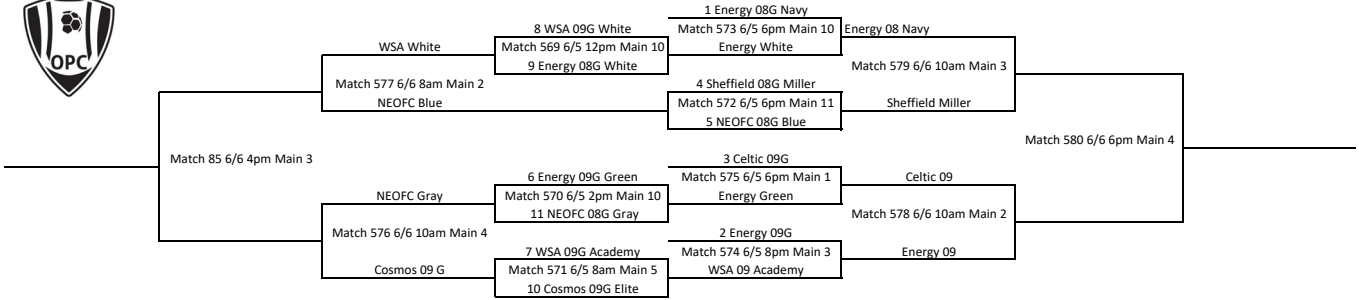 OPC
1 Energy 08G Navy
8 WSA 09G White
Match 573 6/5 6pm Main 10
Energy 08 Navy
WSA White
Match 569 6/5 12pm Main 10
Energy White
9 Energy 08G White
Match 579 6/6 10am Main 3
Match 577 6/6 8am Main 2
4 Sheffield 08G Miller
NEOFC Blue
Match 572 6/5 6pm Main 11
Sheffield Miller
5 NEOFC 08G Blue
Match 580 6/6 6pm Main 4
Match 85 6/6 4pm Main 3
3 Celtic 09G
6 Energy 09G Green
Match 575 6/5 6pm Main 1
Celtic 09
NEOFC Gray
Match 570 6/5 2pm Main 10
Energy Green
11 NEOFC 08G Gray
Match 578 6/6 10am Main 2
Match 576 6/6 10am Main 4
2 Energy 09G
7 WSA 09G Academy
Match 574 6/5 8pm Main 3
Energy 09
Cosmos 09 G
Match 571 6/5 8am Main 5
WSA 09 Academy
10 Cosmos 09G Elite